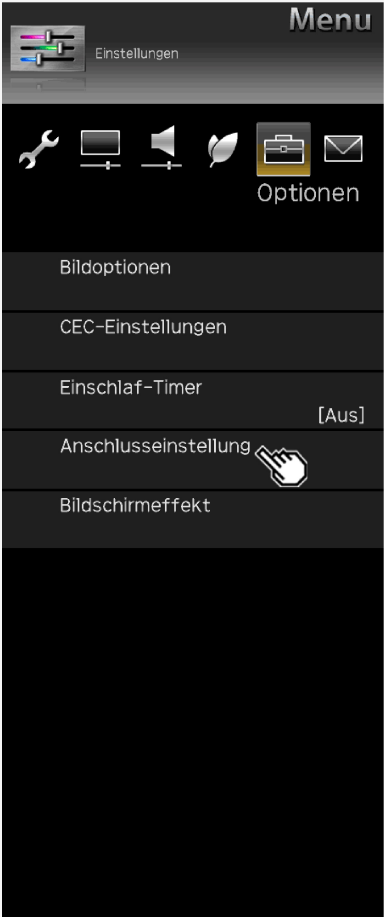 Menu
Einstellungen
Optionen
Bildoptionen
CEC-Einstellungen
Einschlaf-Timer
[Aus]
Anschlusseinstellung
Bildschirmeffekt